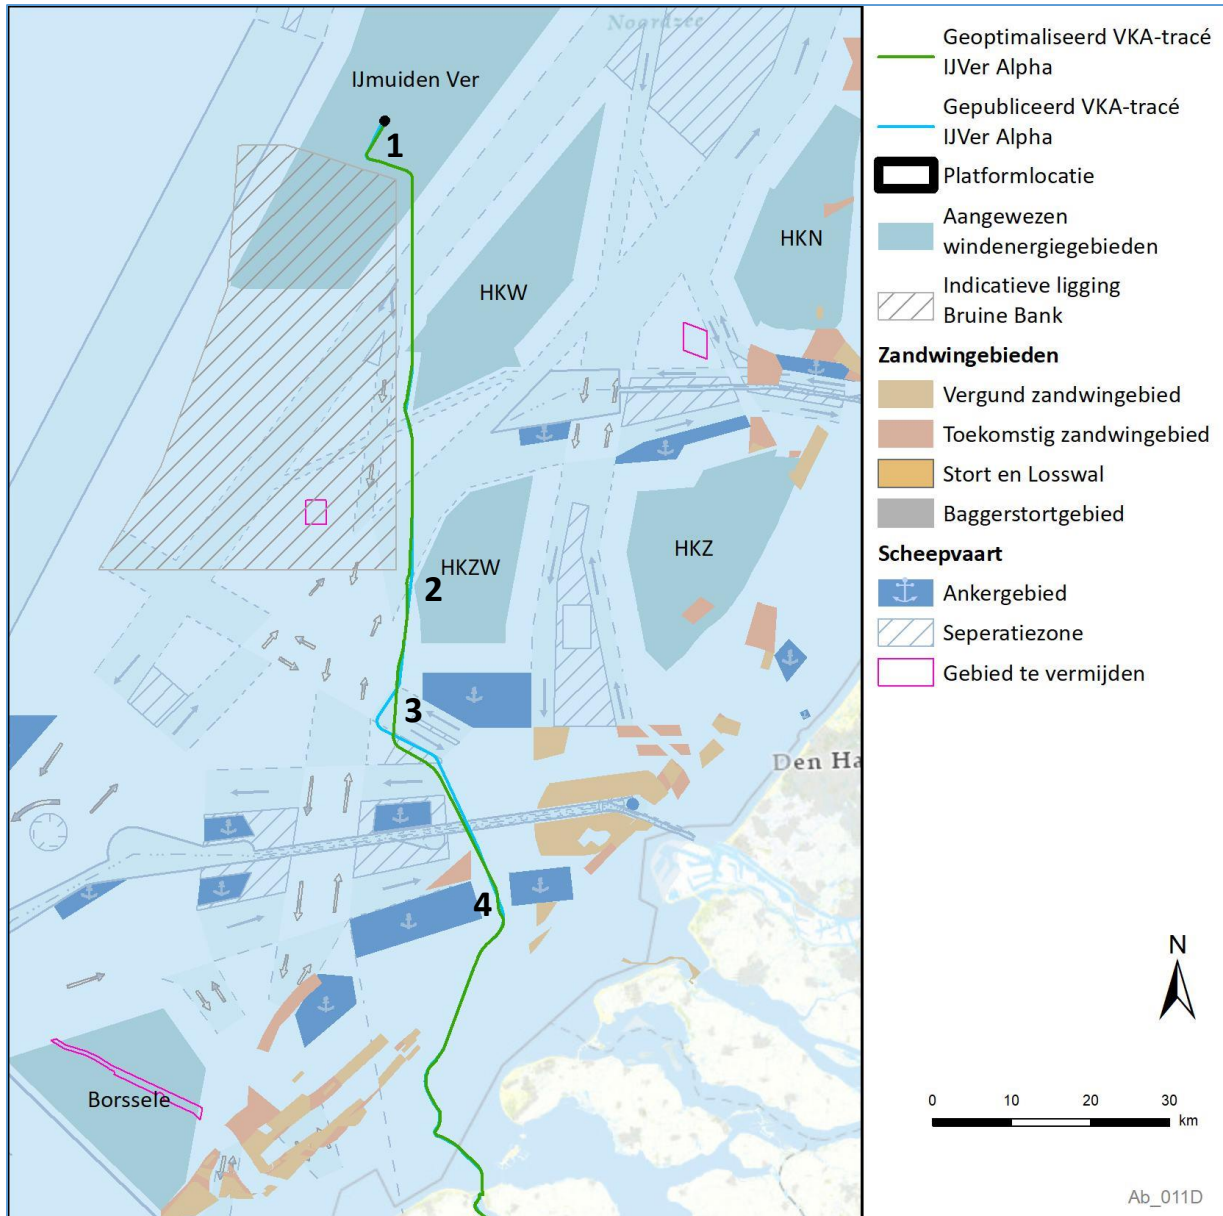 Noordzee
IJmuiden Ver
1
HKN
HKW
HKZ
HKZW
2
3
Den Ha
4
Borssele
Geoptimaliseerd VKA-tracé
IJVer Alpha
Gepubliceerd VKA-tracé
IJVer Alpha
Platformlocatie
Aangewezen
windenergiegebieden
Indicatieve ligging
Bruine Bank
Zandwingebieden
Vergund zandwingebied
Toekomstig zandwingebied
Stort en Losswal
Baggerstortgebied
Scheepvaart
Ankergebied
Seperatiezone
Gebied te vermijden
N
0 10 20 30
km
Ab_011D